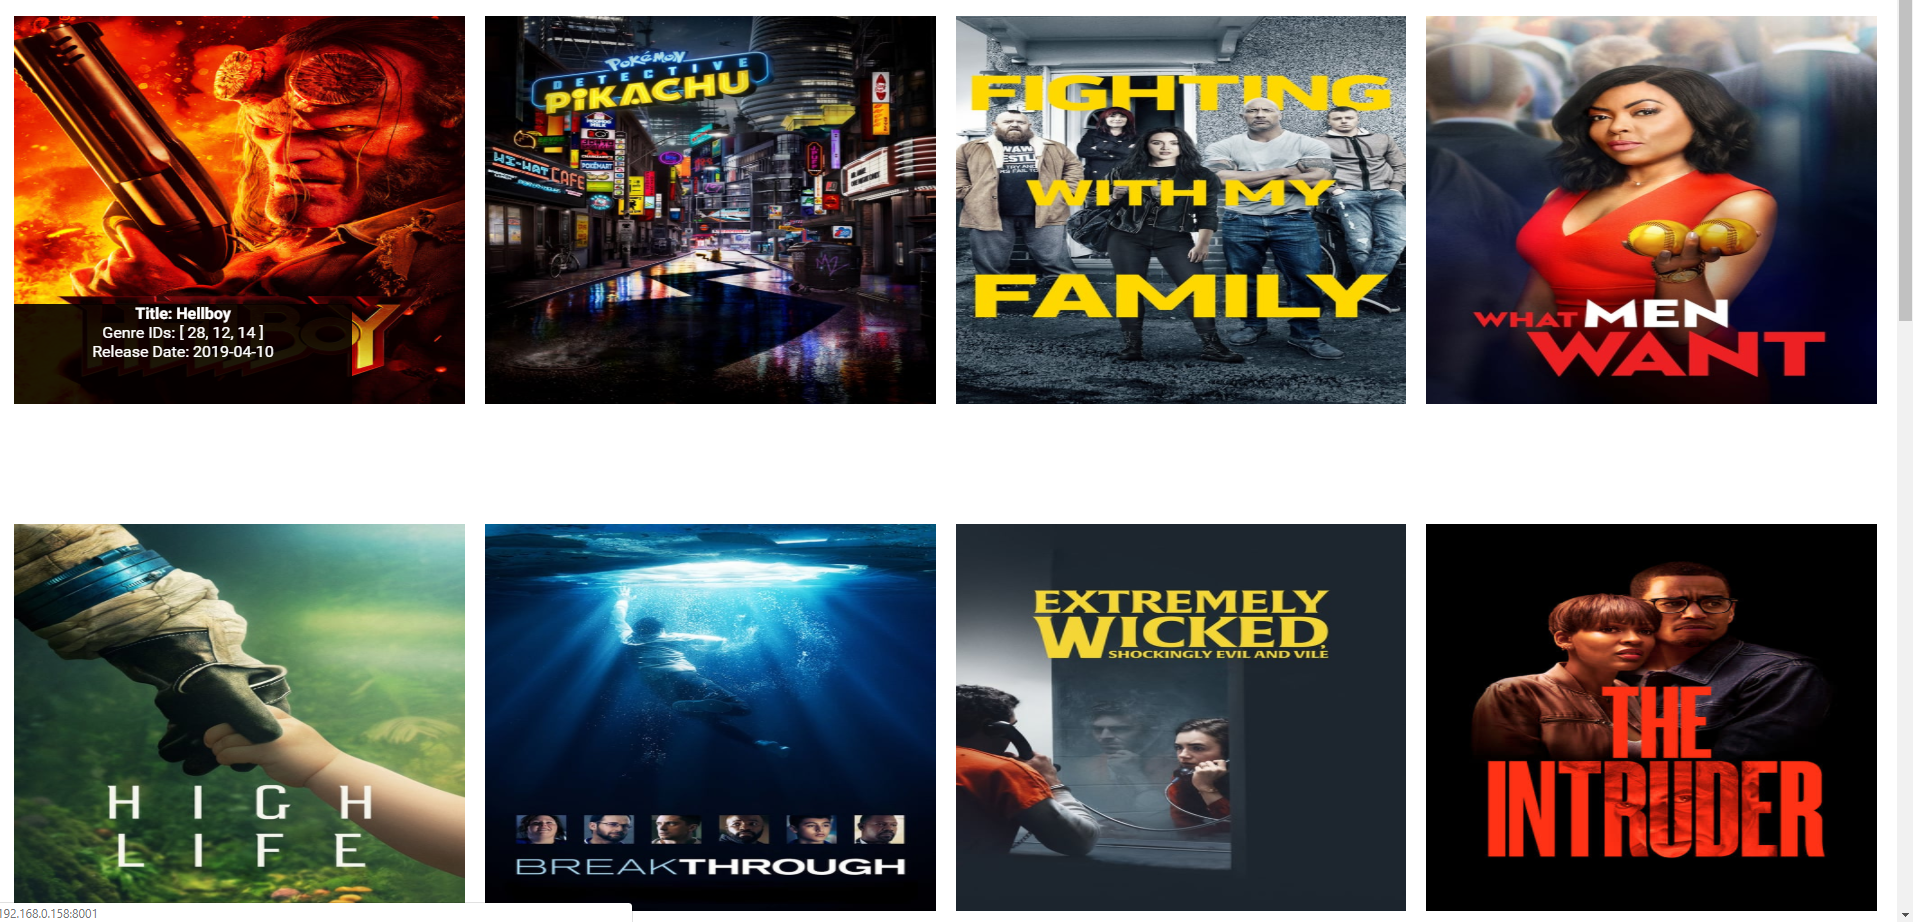 Title: Hellboy
Genre IDs: [ 28, 12, 14 ]
Release Date: 2019-04-10
POKéMON
DETECTIVE
PiKACHU
HI-HAT CAFE
FIGHTING
WITH MY
FAMILY
WHAT MEN
WANT
HIGH
LIFE
BREAKTHROUGH
EXTREMELY
WICKED,
SHOCKINGLY EVIL AND VILE
THE
INTRUDER
192.168.0.158:8001